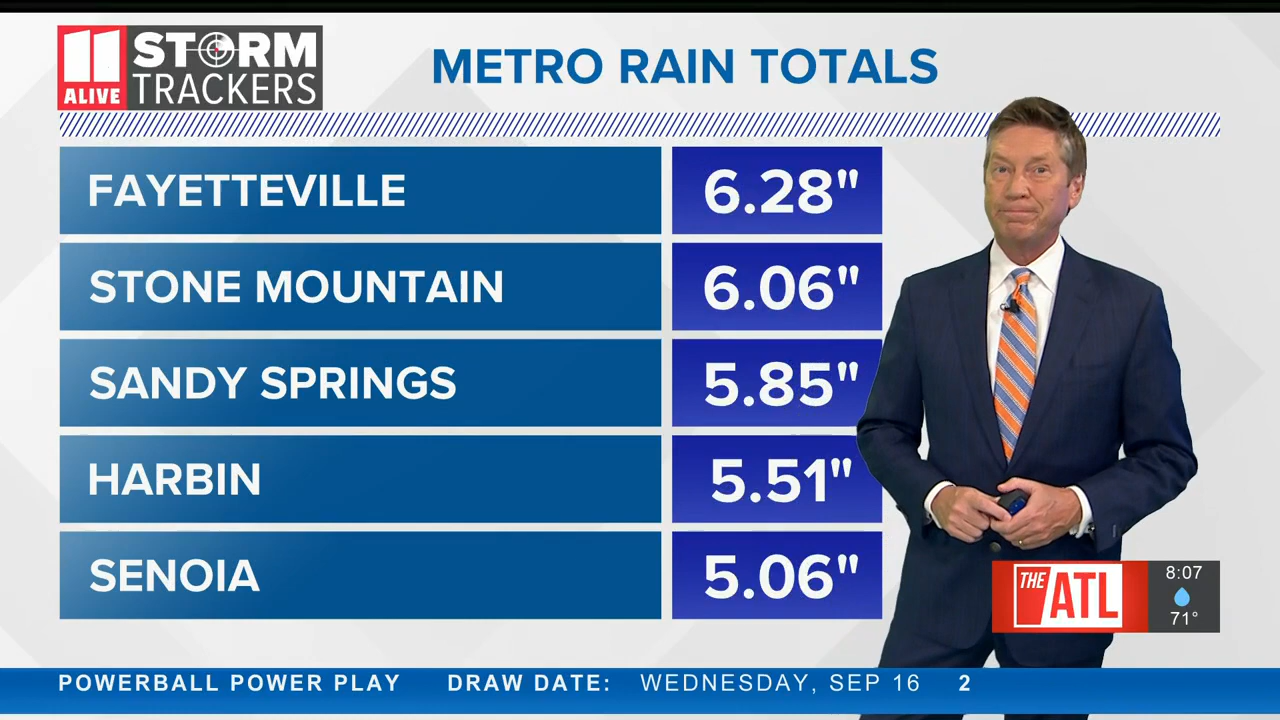 11 ALIVE STORM TRACKERS
METRO RAIN TOTALS
FAYETTEVILLE 6.28"
STONE MOUNTAIN 6.06"
SANDY SPRINGS 5.85"
HARBIN 5.51"
SENOIA 5.06"
THE ATL
8:07
71°
POWERBALL POWER PLAY DRAW DATE: WEDNESDAY, SEP 16 2